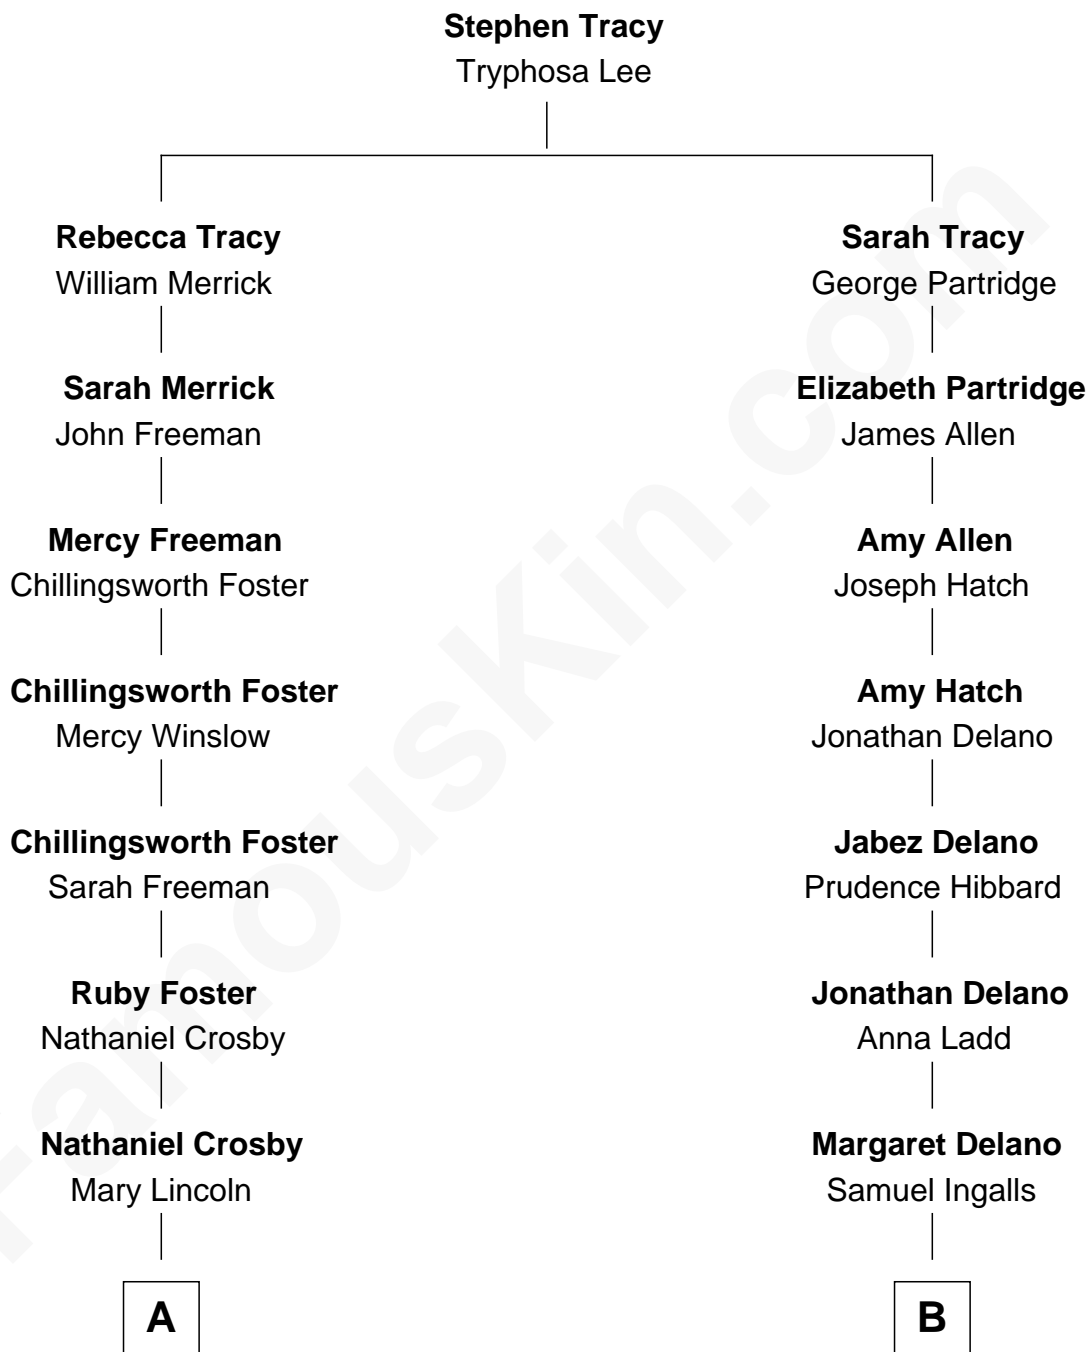 Stephen Tracy
Tryphosa Lee
Rebecca Tracy
William Merrick
Sarah Merrick
John Freeman
Mercy Freeman
Chillingsworth Foster
Chillingsworth Foster
Mercy Winslow
Chillingsworth Foster
Sarah Freeman
Ruby Foster
Nathaniel Crosby
Nathaniel Crosby
Mary Lincoln
A
Sarah Tracy
George Partridge
Elizabeth Partridge
James Allen
Amy Allen
Joseph Hatch
Amy Hatch
Jonathan Delano
Jabez Delano
Prudence Hibbard
Jonathan Delano
Anna Ladd
Margaret Delano
Samuel Ingalls
B
FamousKin.com